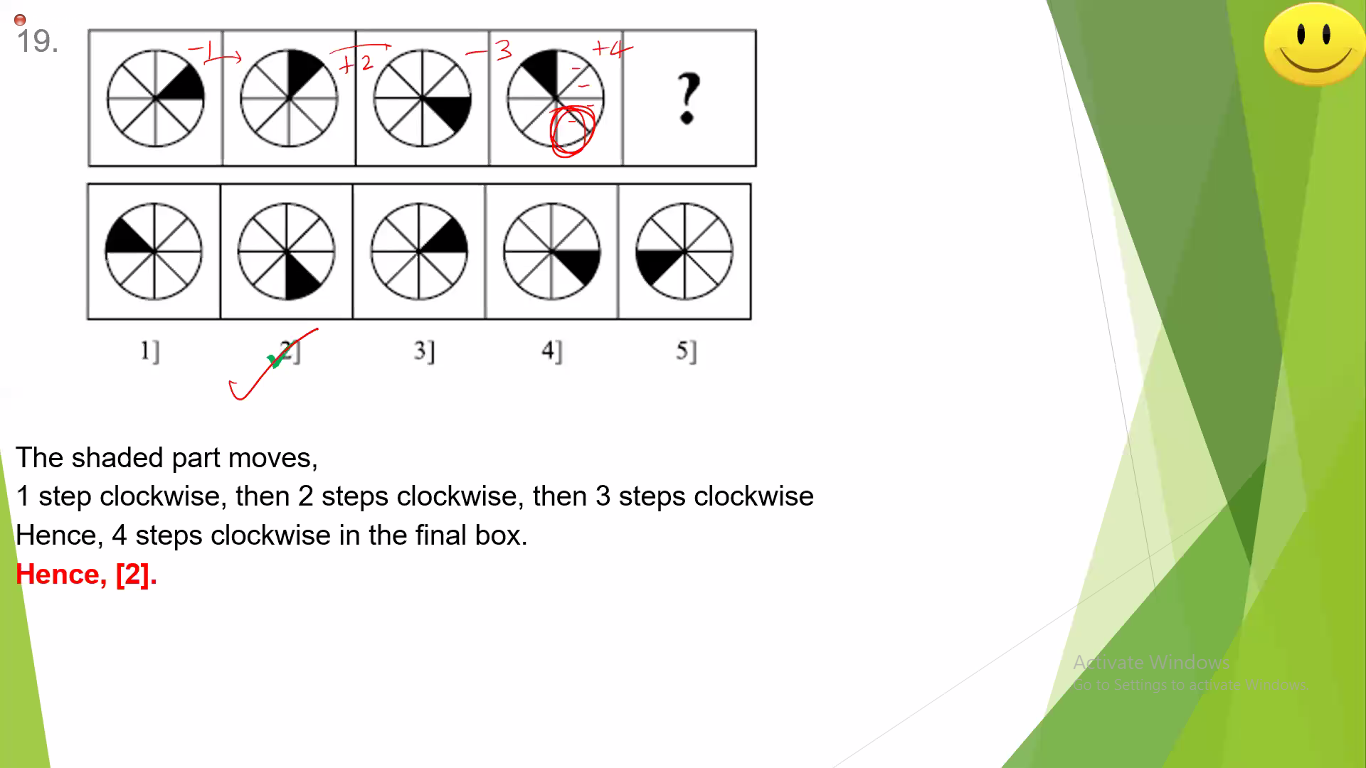 19.
-1
+2
-3
+4
?
1] 2] 3] 4] 5]
The shaded part moves,
1 step clockwise, then 2 steps clockwise, then 3 steps clockwise
Hence, 4 steps clockwise in the final box.
Hence, [2].
Activate Windows
Go to Settings to activate Windows.